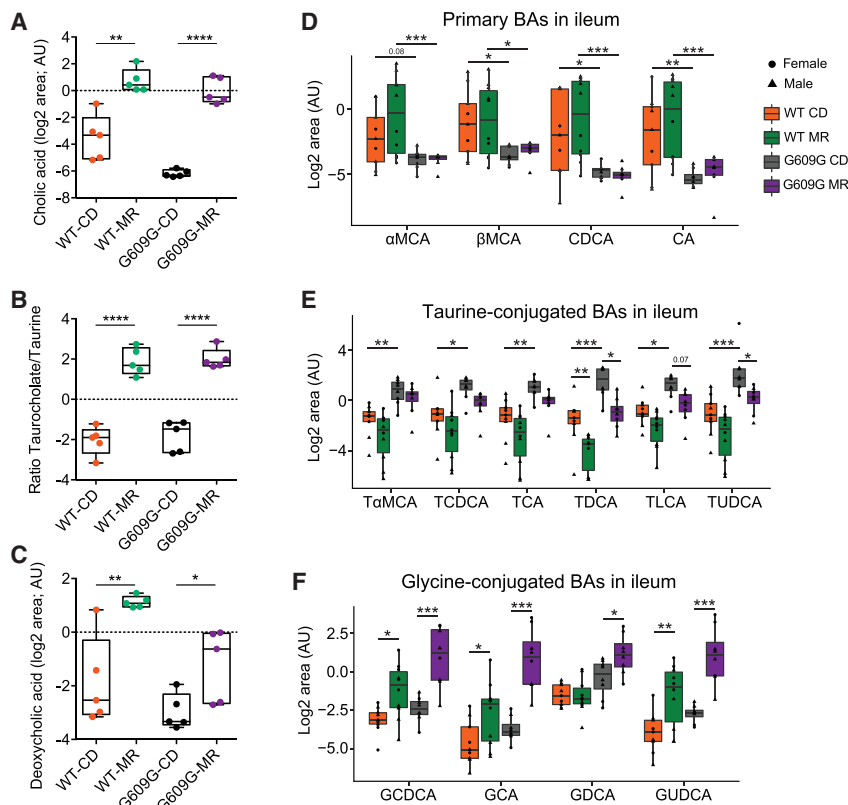 A
Cholic acid (log2 area; AU)
4
2
0
-2
-4
-6
-8
**
****
WT-CD
WT-MR
G609G-CD
G609G-MR
B
Ratio Taurocholate/Taurine
4
2
0
-2
-4
****
****
WT-CD
WT-MR
G609G-CD
G609G-MR
C
Deoxycholic acid (log2 area; AU)
2
0
-2
-4
**
*
WT-CD
WT-MR
G609G-CD
G609G-MR
D
Primary BAs in ileum
Log2 area (AU)
0
−5
0.08
***
*
*
*
***
**
***
αMCA
βMCA
CDCA
CA
Female
Male
WT CD
WT MR
G609G CD
G609G MR
E
Taurine-conjugated BAs in ileum
Log2 area (AU)
4
0
−4
**
*
**
***
**
*
*
0.07
***
*
TαMCA
TCDCA
TCA
TDCA
TLCA
TUDCA
F
Glycine-conjugated BAs in ileum
Log2 area (AU)
2.5
0.0
−2.5
−5.0
*
***
*
***
*
**
***
GCDCA
GCA
GDCA
GUDCA